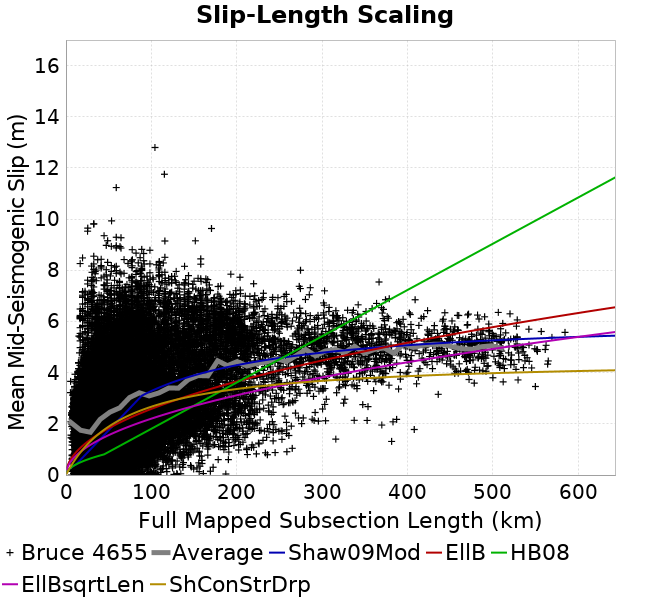 Slip-Length Scaling
Mean Mid-Seismogenic Slip (m)
16
14
12
10
8
6
4
2
0
0 100 200 300 400 500 600
Full Mapped Subsection Length (km)
Bruce 4655 Average Shaw09Mod EllB HB08
EllBsqrtLen ShConStrDrp